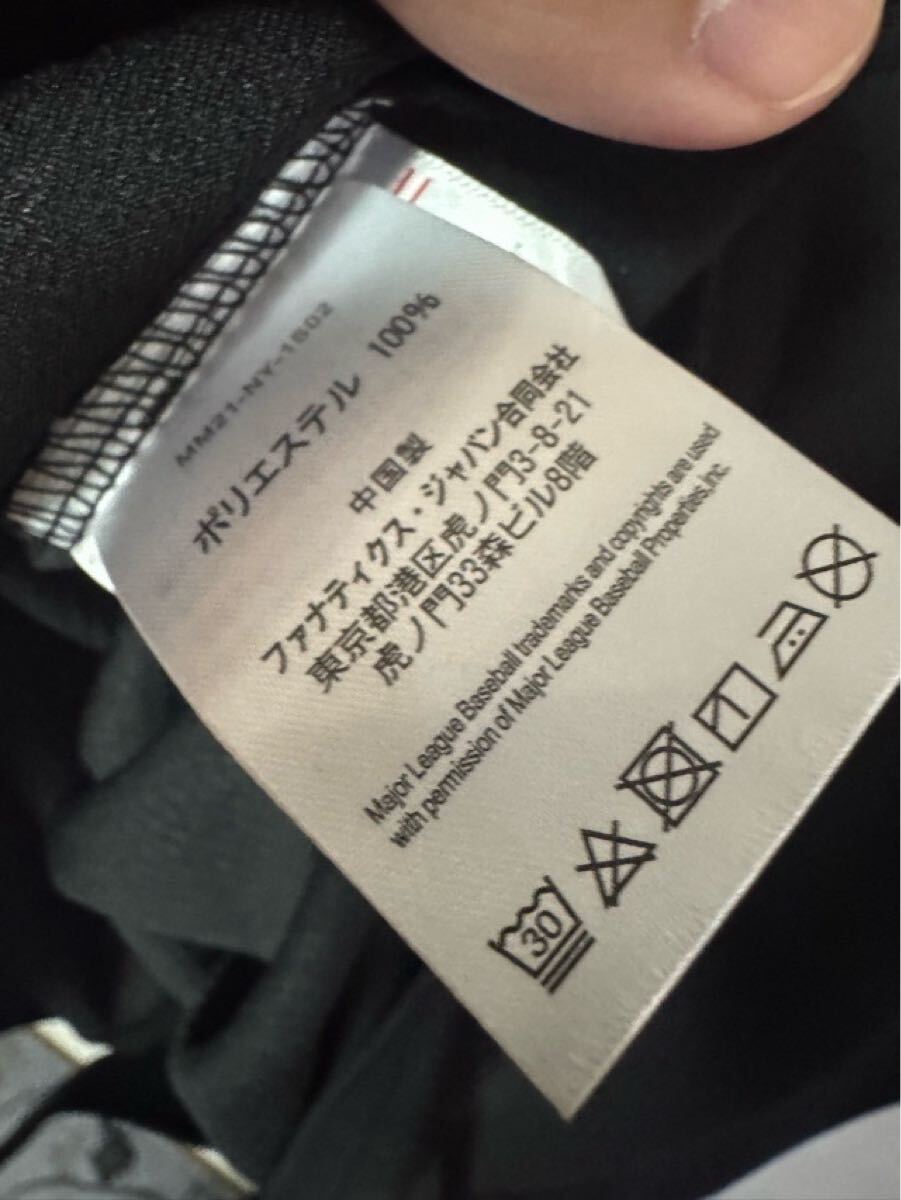 MM21-NY-1S02
ポリエステル 100%
中国製
ファナティクス・ジャパン合同会社
東京都港区虎ノ門3-8-21
虎ノ門33森ビル8階
Major League Baseball trademarks and copyrights are used
with permission of Major League Baseball Properties,Inc.
30